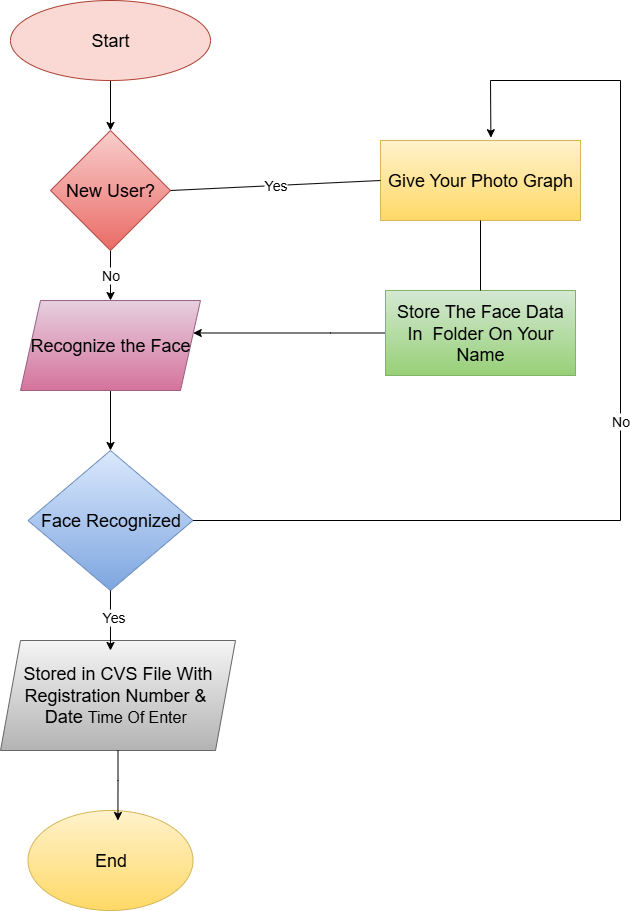 Start
New User?
Yes
Give Your Photo Graph
No
Store The Face Data
In Folder On Your
Name
Recognize the Face
No
Face Recognized
Yes
Stored in CVS File With
Registration Number &
Date Time Of Enter
End